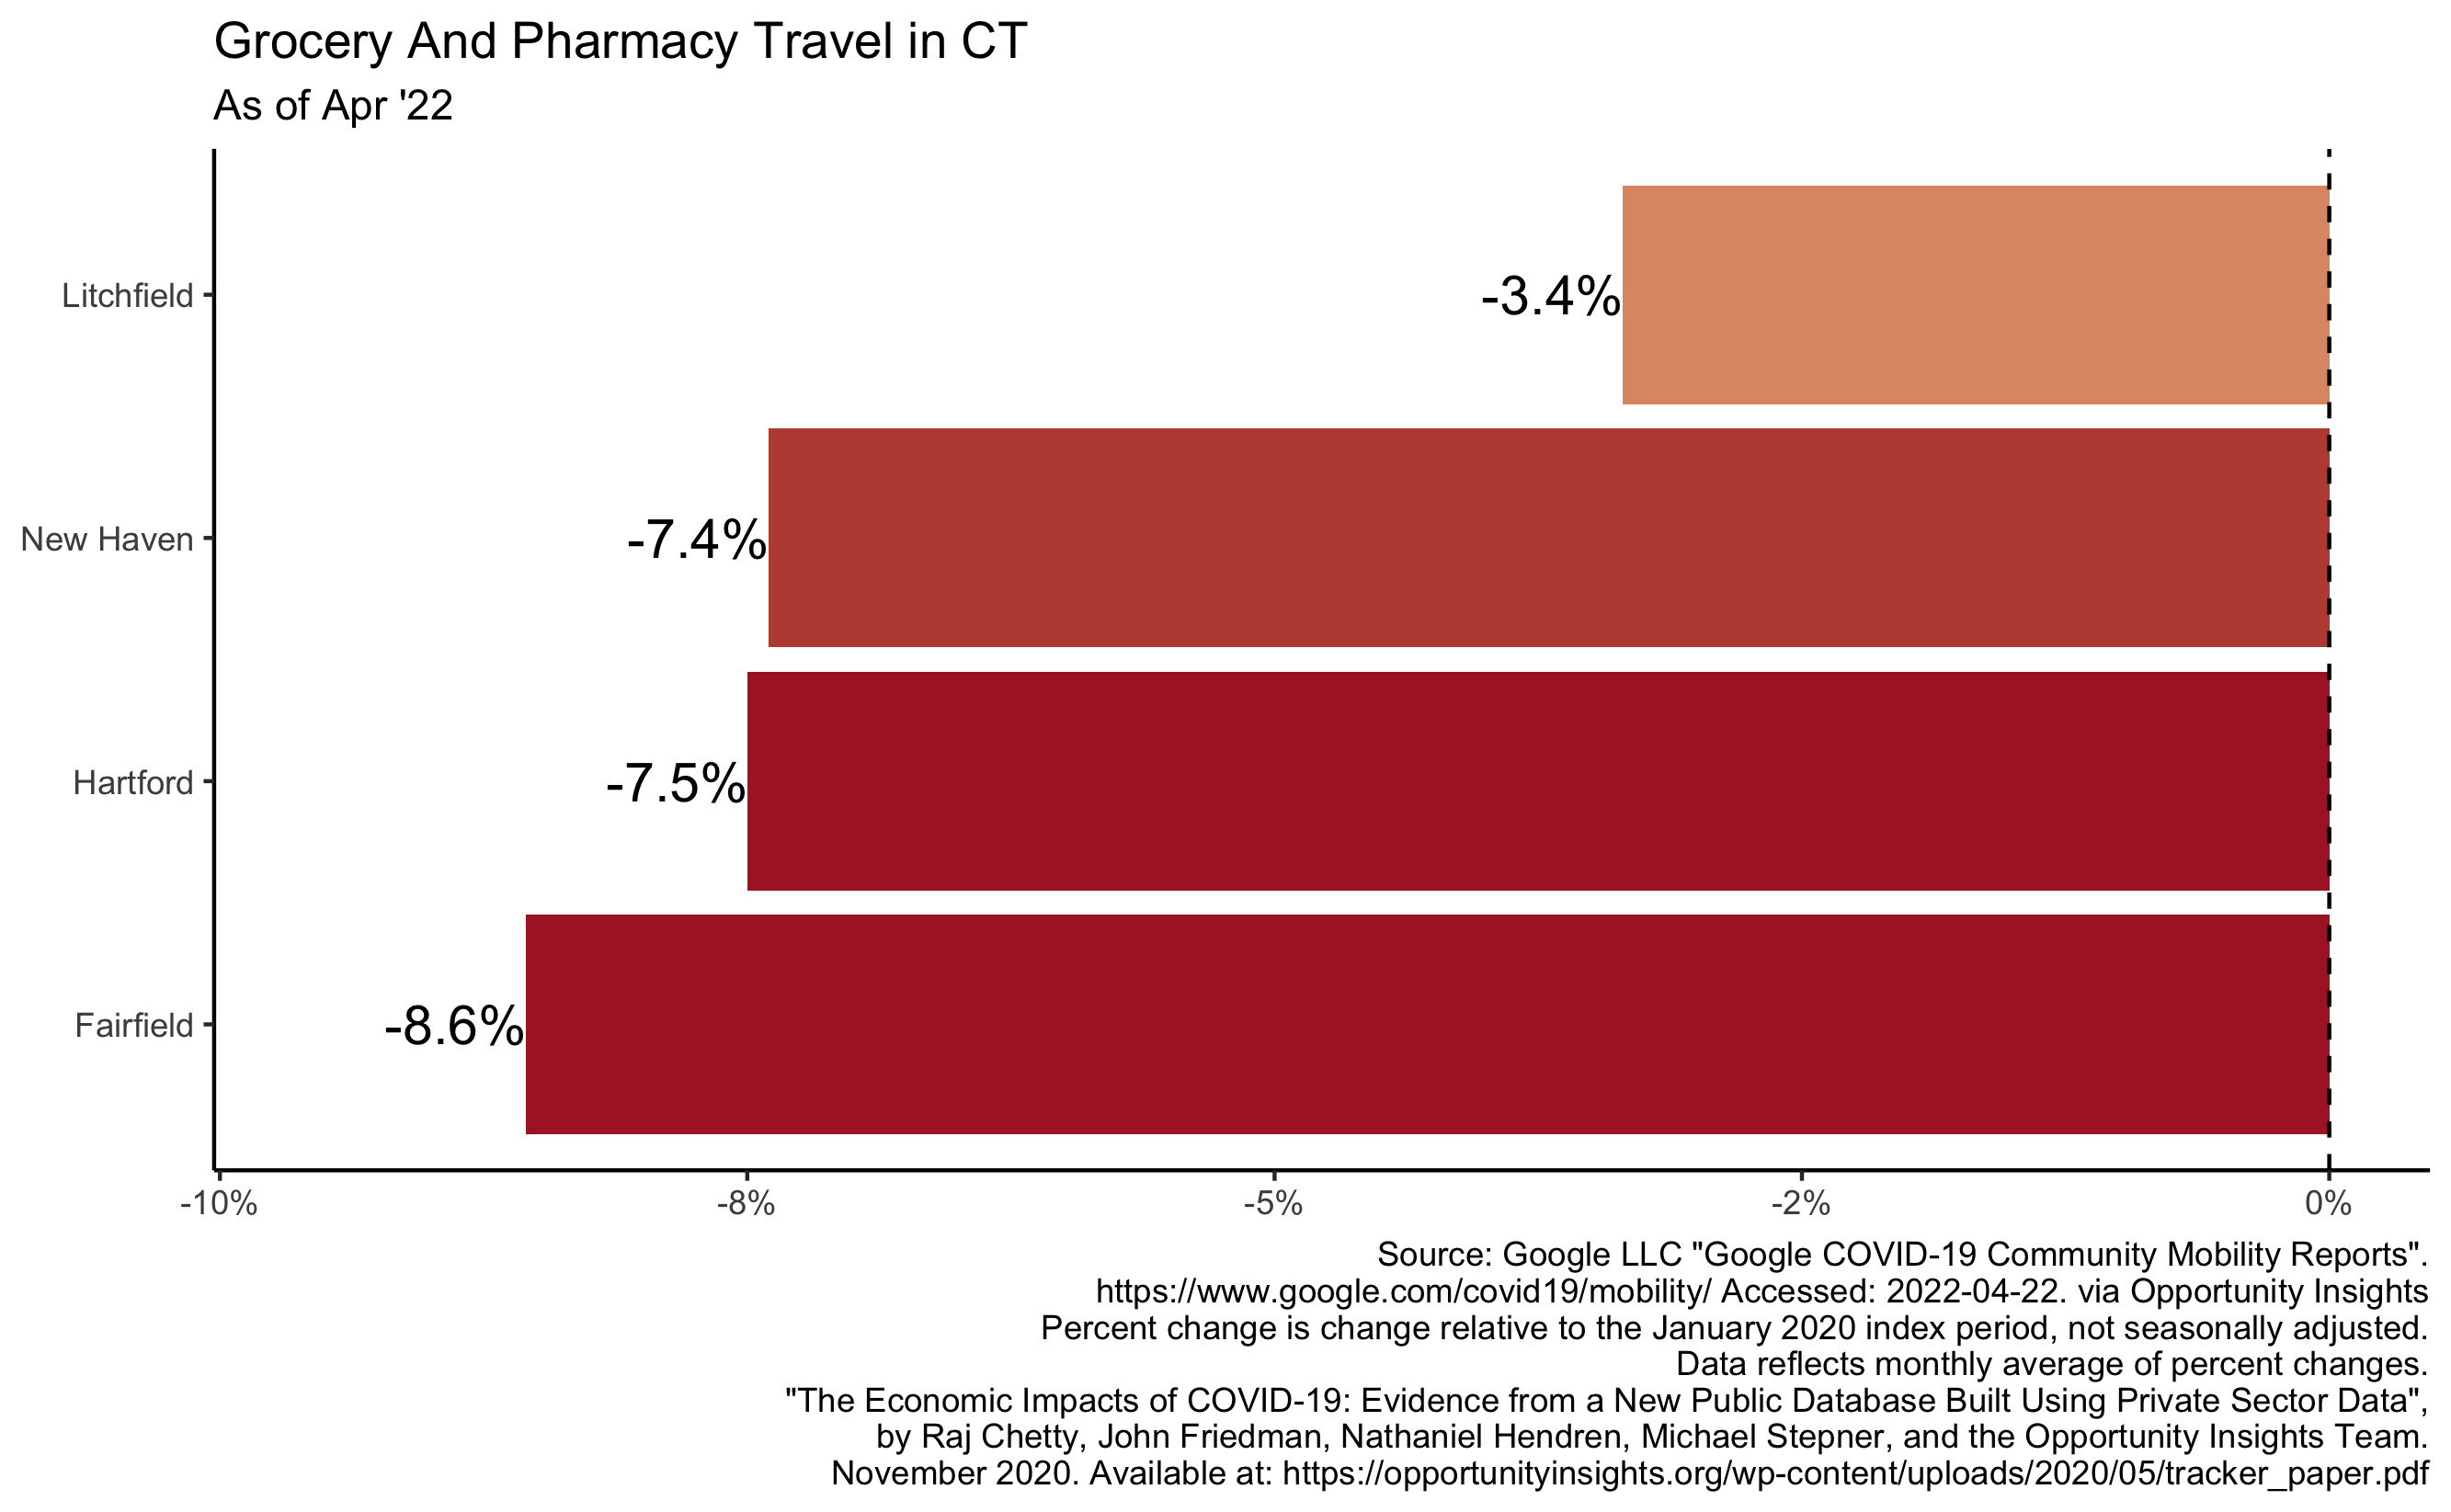 Grocery And Pharmacy Travel in CT
As of Apr '22
Litchfield
-3.4%
New Haven
-7.4%
Hartford
-7.5%
Fairfield
-8.6%
-10%
-8%
-5%
-2%
0%
Source: Google LLC "Google COVID-19 Community Mobility Reports".
https://www.google.com/covid19/mobility/ Accessed: 2022-04-22. via Opportunity Insights
Percent change is change relative to the January 2020 index period, not seasonally adjusted.
Data reflects monthly average of percent changes.
"The Economic Impacts of COVID-19: Evidence from a New Public Database Built Using Private Sector Data",
by Raj Chetty, John Friedman, Nathaniel Hendren, Michael Stepner, and the Opportunity Insights Team.
November 2020. Available at: https://opportunityinsights.org/wp-content/uploads/2020/05/tracker_paper.pdf